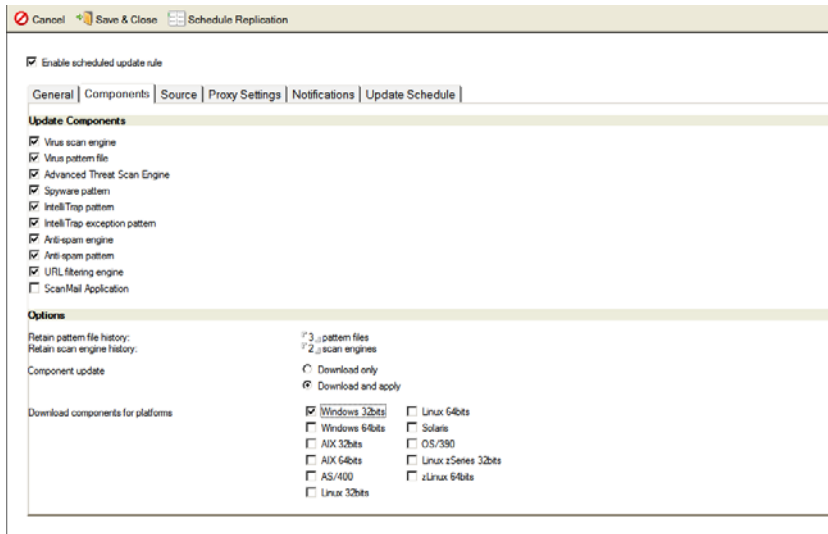 Cancel Save & Close Schedule Replication
Enable scheduled update rule
General Components Source Proxy Settings Notifications Update Schedule
Update Components
Virus scan engine
Virus pattern file
Advanced Threat Scan Engine
Spyware pattern
IntelliTrap pattern
IntelliTrap exception pattern
Anti-spam engine
Anti-spam pattern
URL filtering engine
ScanMail Application
Options
Retain pattern file history: 3 pattern files
Retain scan engine history: 2 scan engines
Component update Download only
Download and apply
Download components for platforms Windows 32bits Linux 64bits
Windows 64bits Solaris
AIX 32bits OS/390
AIX 64bits Linux zSeries 32bits
AS/400 zLinux 64bits
Linux 32bits